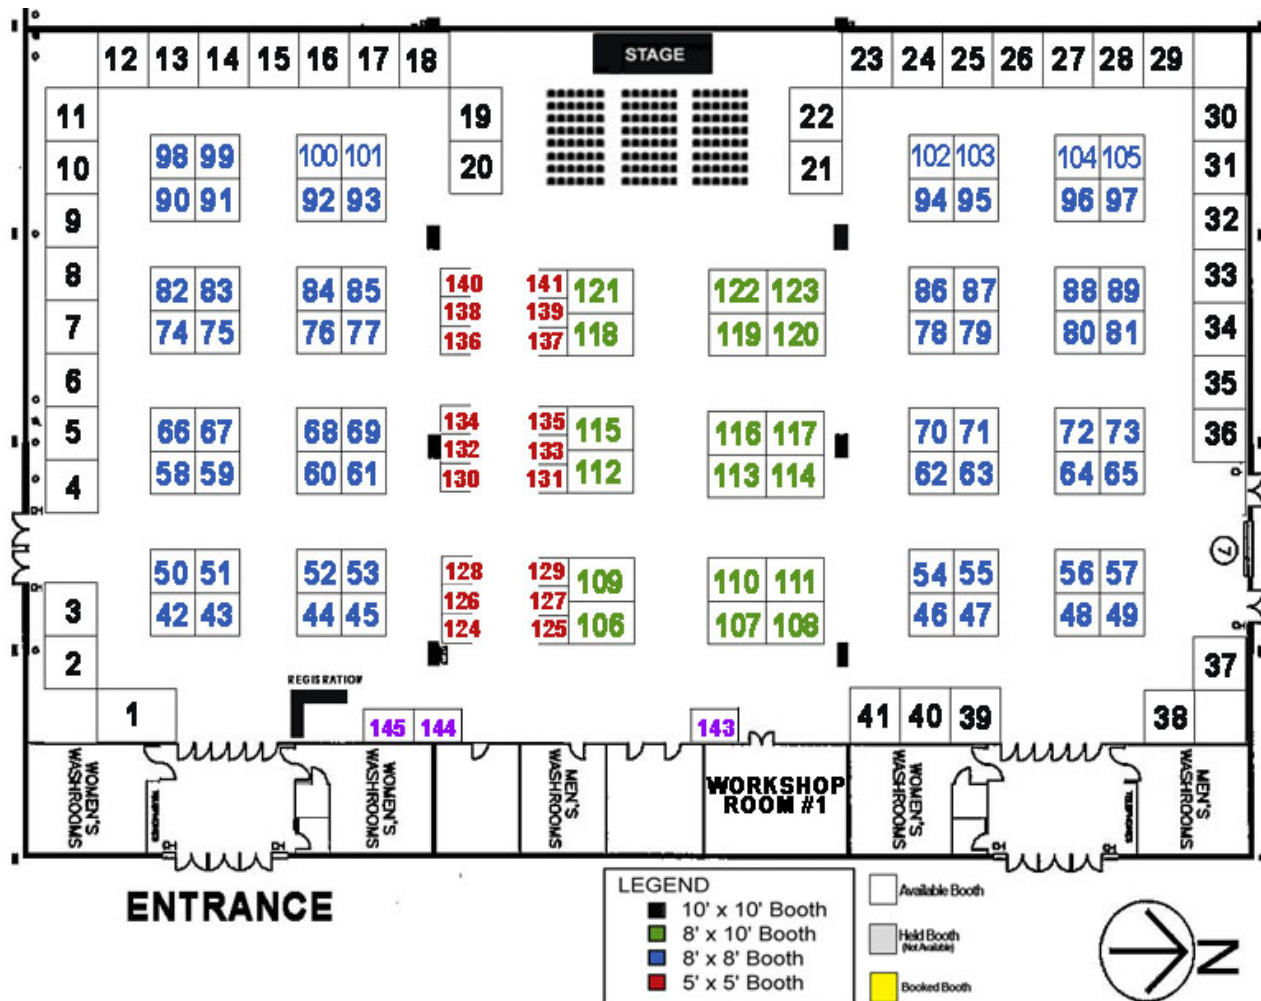 STAGE
12 13 14 15 16 17 18
23 24 25 26 27 28 29
11 19 22 30
10 98 99 100 101 20 21 102 103 104 105 31
9 90 91 92 93 94 95 96 97 32
8 82 83 84 85 140 141 121 122 123 86 87 88 89 33
138 139
7 74 75 76 77 136 137 118 119 120 78 79 80 81 34
6 35
5 66 67 68 69 134 135 115 116 117 70 71 72 73 36
132 133
4 58 59 60 61 130 131 112 113 114 62 63 64 65
7
50 51 52 53 128 129 109 110 111 54 55 56 57
3 126 127
42 43 44 45 124 125 106 107 108 46 47 48 49
2 37
REGISRATION
1 145 144 143 41 40 39 38
WOMEN'S
WASHROOMS
TELEPHONES
WOMEN'S
WASHROOMS
MEN'S
WASHROOMS
WORKSHOP
ROOM #1
WOMEN'S
WASHROOMS
TELEPHONES
MEN'S
WASHROOMS
ENTRANCE
LEGEND
10' x 10' Booth
8' x 10' Booth
8' x 8' Booth
5' x 5' Booth
Available Booth
Held Booth
(Not Available)
Booked Booth
N